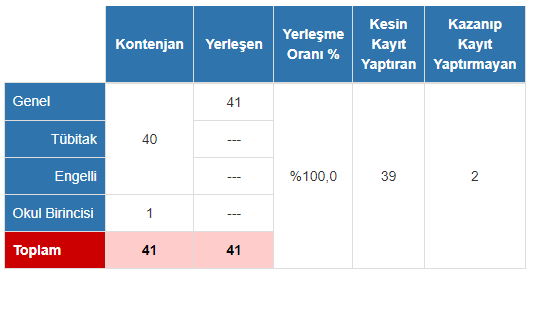 Kontenjan Yerleşen Yerleşme Oranı % Kesin Kayıt Yaptıran Kazanıp Kayıt Yaptırmayan
Genel 41
Tübitak 40 ---
Engelli --- %100,0 39 2
Okul Birincisi 1 ---
Toplam 41 41